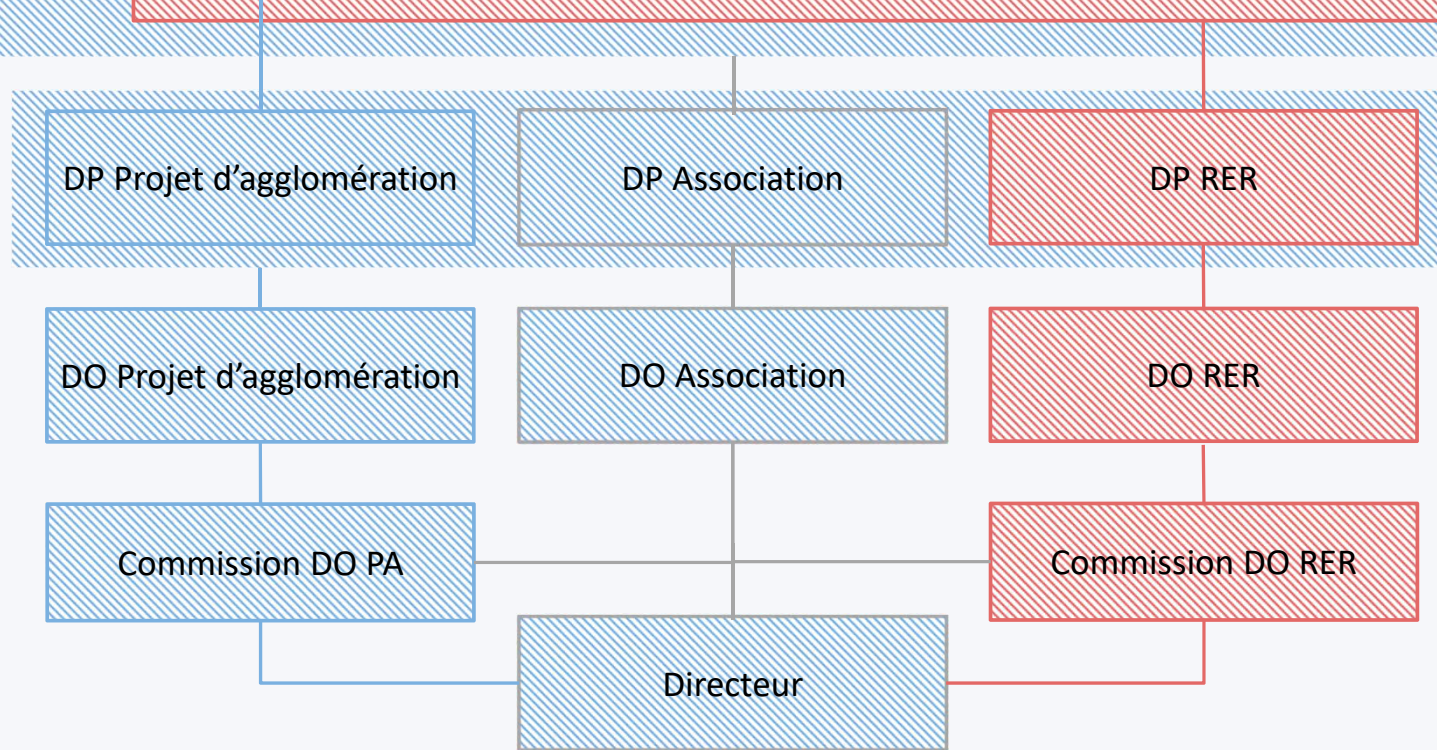 DP Projet d’agglomération
DP Association
DP RER
DO Projet d’agglomération
DO Association
DO RER
Commission DO PA
Commission DO RER
Directeur